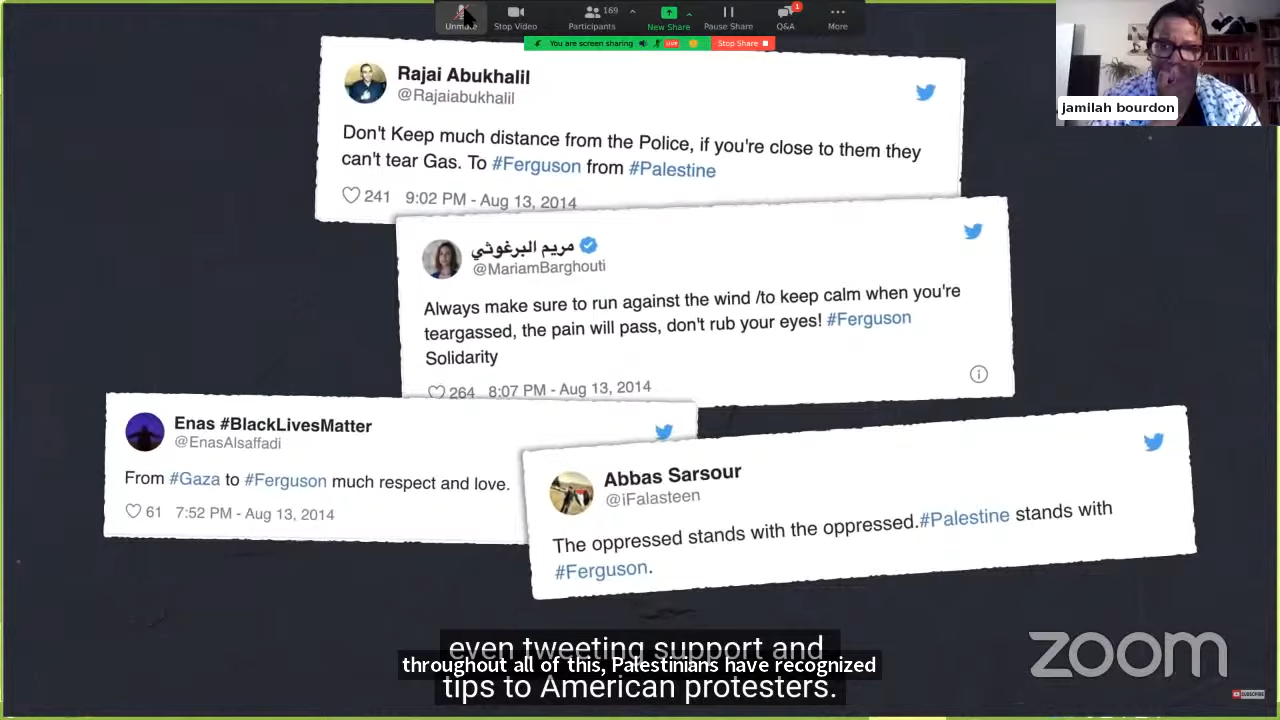 Unmute
Stop Video
Participants
169
New Share
Pause Share
Q&A
1
More
You are screen sharing
LIVE
Stop Share
jamilah bourdon
Rajai Abukhalil
@Rajaiabukhalil
Don't Keep much distance from the Police, if you're close to them they
can't tear Gas. To #Ferguson from #Palestine
241 9:02 PM - Aug 13, 2014
مريم البرغوثي
@MariamBarghouti
Always make sure to run against the wind /to keep calm when you're
teargassed, the pain will pass, don't rub your eyes! #Ferguson
Solidarity
264 8:07 PM - Aug 13, 2014
Enas #BlackLivesMatter
@EnasAlsaffadi
From #Gaza to #Ferguson much respect and love.
61 7:52 PM - Aug 13, 2014
Abbas Sarsour
@iFalasteen
The oppressed stands with the oppressed.#Palestine stands with
#Ferguson.
even tweeting support and
throughout all of this, Palestinians have recognized
tips to American protesters.
zoom
SUBSCRIBE